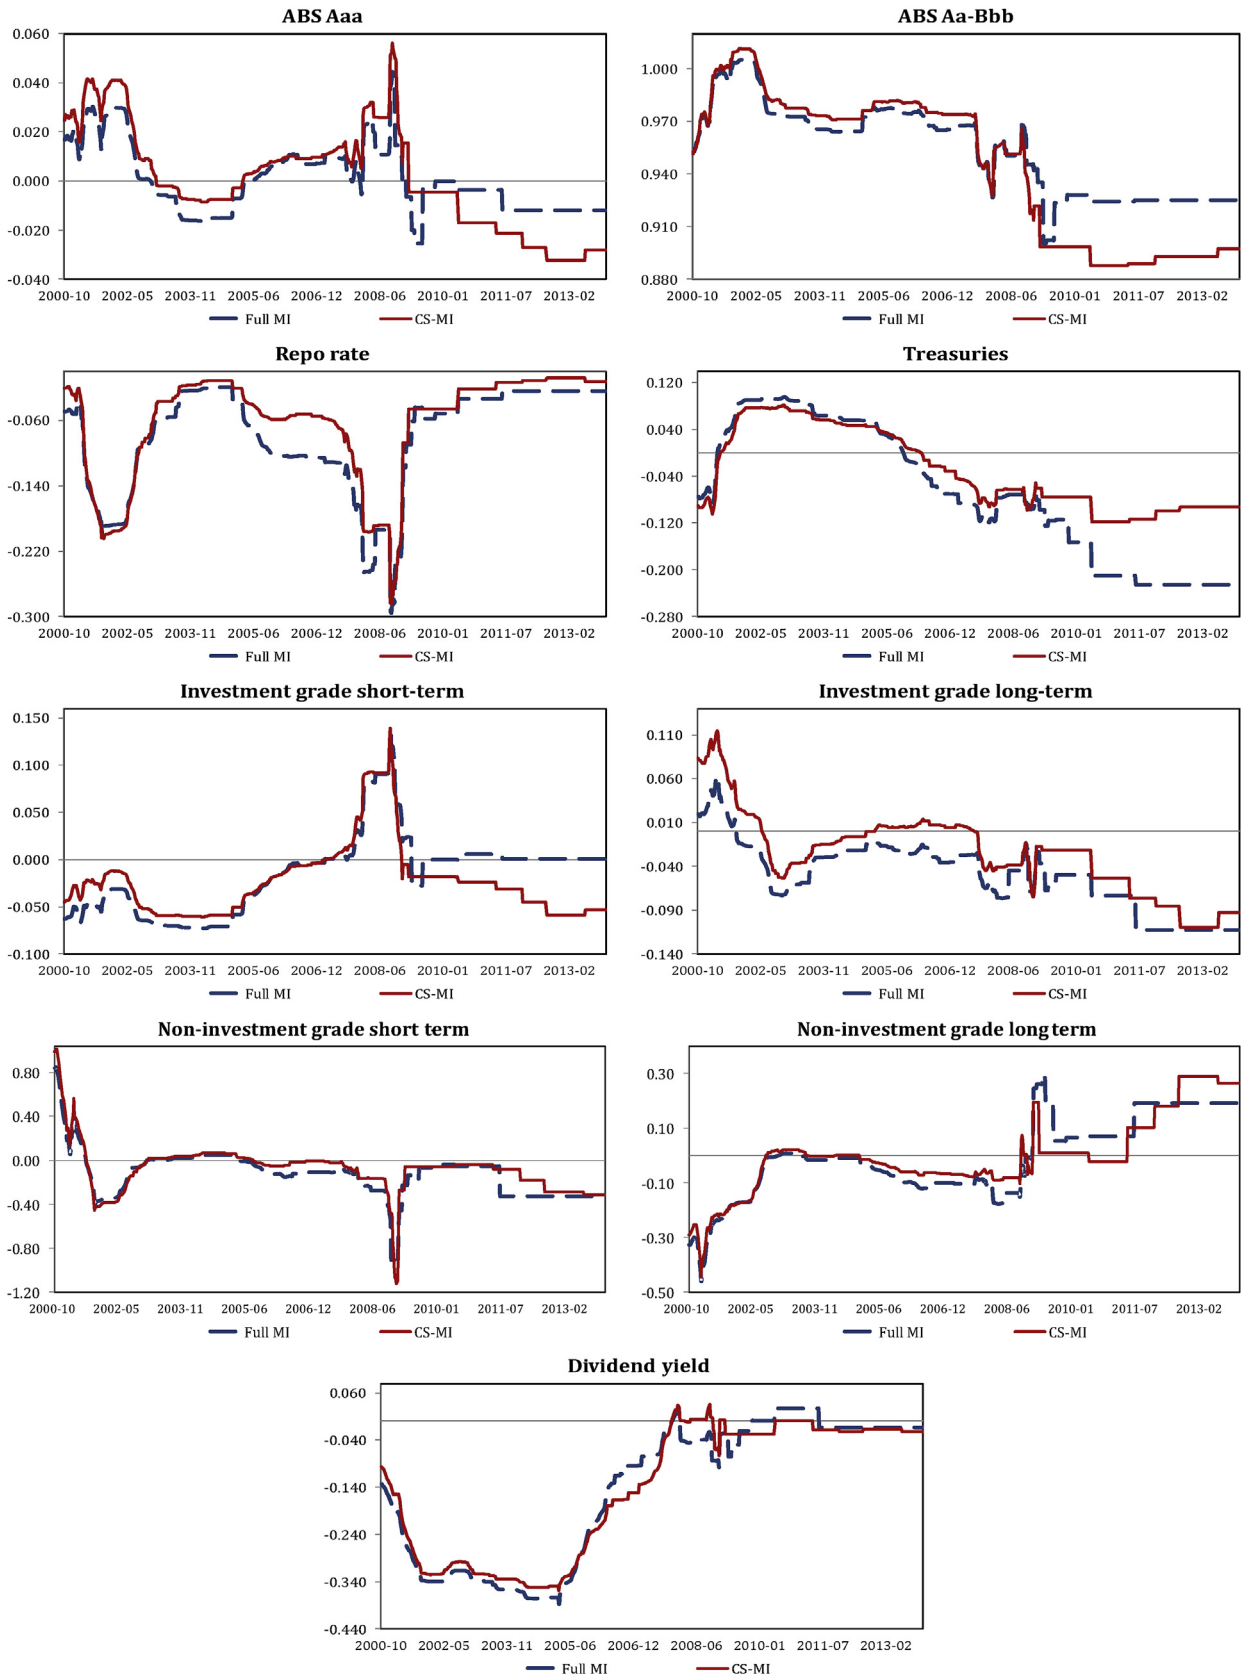 ABS Aaa
0.060
0.040
0.020
0.000
-0.020
-0.040
2000-10 2002-05 2003-11 2005-06 2006-12 2008-06 2010-01 2011-07 2013-02
Full MI CS-MI
ABS Aa-Bbb
1.000
0.970
0.940
0.910
0.880
2000-10 2002-05 2003-11 2005-06 2006-12 2008-06 2010-01 2011-07 2013-02
Full MI CS-MI
Repo rate
-0.060
-0.140
-0.220
-0.300
2000-10 2002-05 2003-11 2005-06 2006-12 2008-06 2010-01 2011-07 2013-02
Full MI CS-MI
Treasuries
0.120
0.040
-0.040
-0.120
-0.200
-0.280
2000-10 2002-05 2003-11 2005-06 2006-12 2008-06 2010-01 2011-07 2013-02
Full MI CS-MI
Investment grade short-term
0.150
0.100
0.050
0.000
-0.050
-0.100
2000-10 2002-05 2003-11 2005-06 2006-12 2008-06 2010-01 2011-07 2013-02
Full MI CS-MI
Investment grade long-term
0.110
0.060
0.010
-0.040
-0.090
-0.140
2000-10 2002-05 2003-11 2005-06 2006-12 2008-06 2010-01 2011-07 2013-02
Full MI CS-MI
Non-investment grade short term
0.80
0.40
0.00
-0.40
-0.80
-1.20
2000-10 2002-05 2003-11 2005-06 2006-12 2008-06 2010-01 2011-07 2013-02
Full MI CS-MI
Non-investment grade long term
0.30
0.10
-0.10
-0.30
-0.50
2000-10 2002-05 2003-11 2005-06 2006-12 2008-06 2010-01 2011-07 2013-02
Full MI CS-MI
Dividend yield
0.060
-0.040
-0.140
-0.240
-0.340
-0.440
2000-10 2002-05 2003-11 2005-06 2006-12 2008-06 2010-01 2011-07 2013-02
Full MI CS-MI